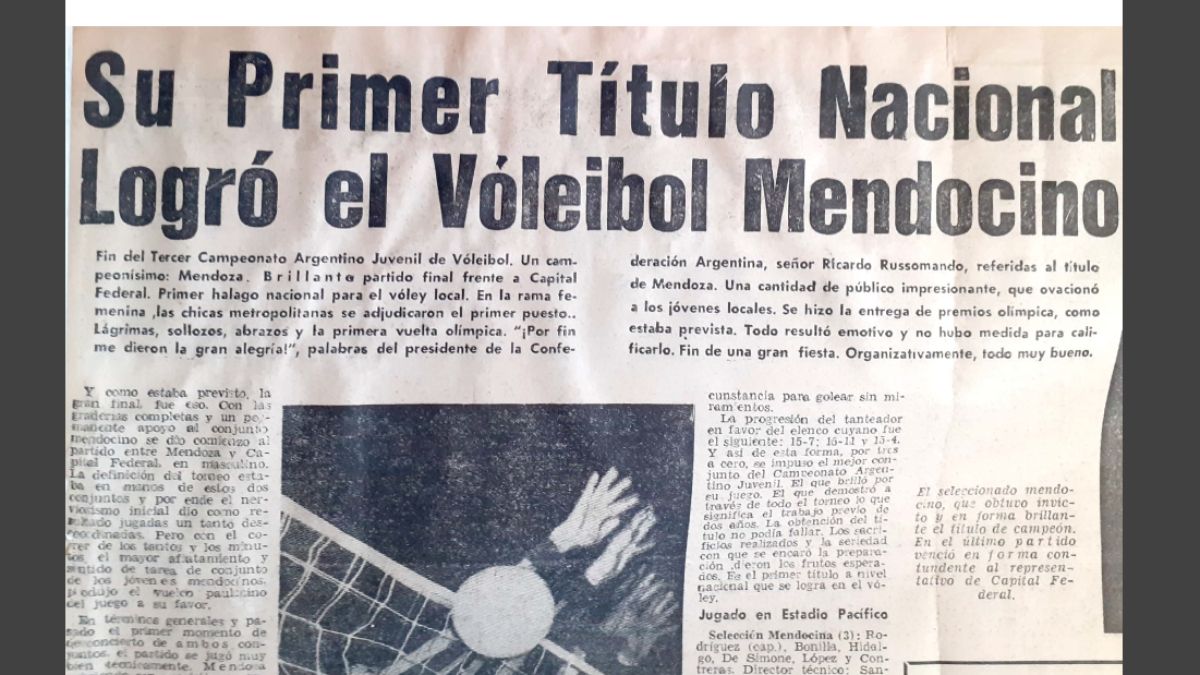 Su Primer Título Nacional
Logró el Vóleibol Mendocino
Fin del Tercer Campeonato Argentino Juvenil de Vóleibol. Un cam-
peonísimo: Mendoza. Brillante partido final frente a Capital
Federal. Primer halago nacional para el vóley local. En la rama fe-
menina ,las chicas metropolitanas se adjudicaron el primer puesto..
Lágrimas, sollozos, abrazos y la primera vuelta olímpica. "¡Por fin
me dieron la gran alegría!", palabras del presidente de la Confe-
deración Argentina, señor Ricardo Russomando, referidas al título
de Mendoza. Una cantidad de público impresionante, que ovacionó
a los jóvenes locales. Se hizo la entrega de premios olímpica, como
estaba prevista. Todo resultó emotivo y no hubo medida para cali-
ficarlo. Fin de una gran fiesta. Organizativamente, todo muy bueno.
Y como estaba previsto, la
gran final, fue eso. Con las
graderías completas y un per-
manente apoyo al conjunto
mendocino se dio comienzo al
partido entre Mendoza y Ca-
pital Federal, en masculino.
La definición del torneo esta-
ba en manos de estos dos
conjuntos y por ende el ner-
viosismo inicial dio como re-
sultado jugadas un tanto des-
coordinadas. Pero con el co-
rrer de los tantos y los minu-
tos, el mayor afiatamiento y
sentido de tarea de conjunto
de los jóvenes mendocinos,
produjo el vuelco paulatino
del juego a su favor.
En términos generales y pa-
sado el primer momento de
desconcierto de ambos con-
juntos, el partido se jugó muy
bien técnicamente. Mendoza
cunstancia para golear sin mi-
ramientos.
La progresión del tanteador
en favor del elenco cuyano fue
el siguiente: 15-7; 15-11 y 15-4.
Y así de esta forma, por tres
a cero, se impuso el mejor con-
junto del Campeonato Argen-
tino Juvenil. El que brilló por
su juego. El que demostró a
través de todo el torneo lo que
significa el trabajo previo de
dos años. La obtención del tí-
tulo no podía fallar. Los sacri-
ficios realizados y la seriedad
con que se encaró la prepara-
ción ,dieron los frutos espera-
dos. Es el primer título a nivel
nacional que se logra en el vó-
ley.
Jugado en Estadio Pacífico
Selección Mendocina (3): Ro-
dríguez (cap.), Bonilla, Hidal-
go, De Simone, López y Con-
treras. Director técnico: San-
El seleccionado mendo-
cino, que obtuvo invic-
to y en forma brillan-
te el título de campeón.
En el último partido
venció en forma con-
tundente al represen-
tativo de Capital Fe-
deral.